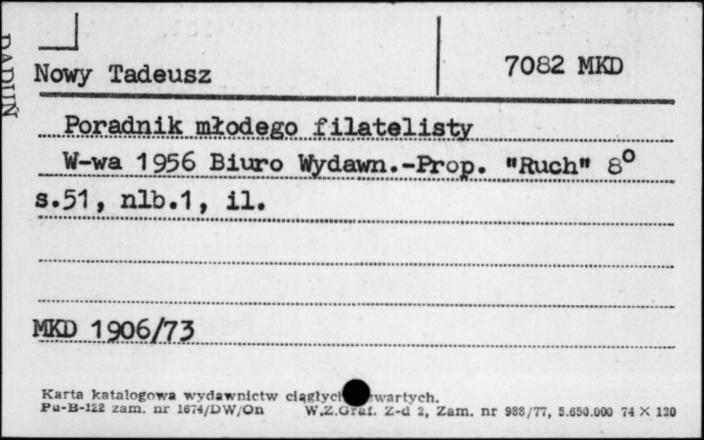 Nowy Tadeusz 7082 MKD
Poradnik młodego filatelisty
W-wa 1956 Biuro Wydawn.-Prop. "Ruch" 8°
s.51, nlb.1, il.
MKD 1906/73
Karta katalogowa wydawnictw ciągłych wartych.
Pu-B-122 zam. nr 1674/DW/On W.Z.Graf. Z-d 2, Zam. nr 988/77, 5.650.000 74 × 120